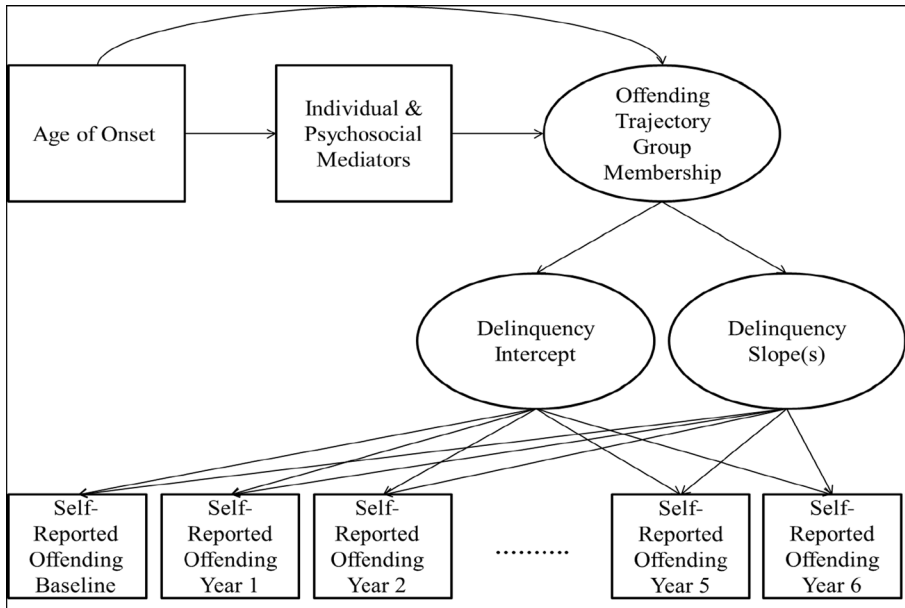 Age of Onset
Individual &
Psychosocial
Mediators
Offending
Trajectory
Group
Membership
Delinquency
Intercept
Delinquency
Slope(s)
Self-
Reported
Offending
Baseline
Self-
Reported
Offending
Year 1
Self-
Reported
Offending
Year 2
..........
Self-
Reported
Offending
Year 5
Self-
Reported
Offending
Year 6